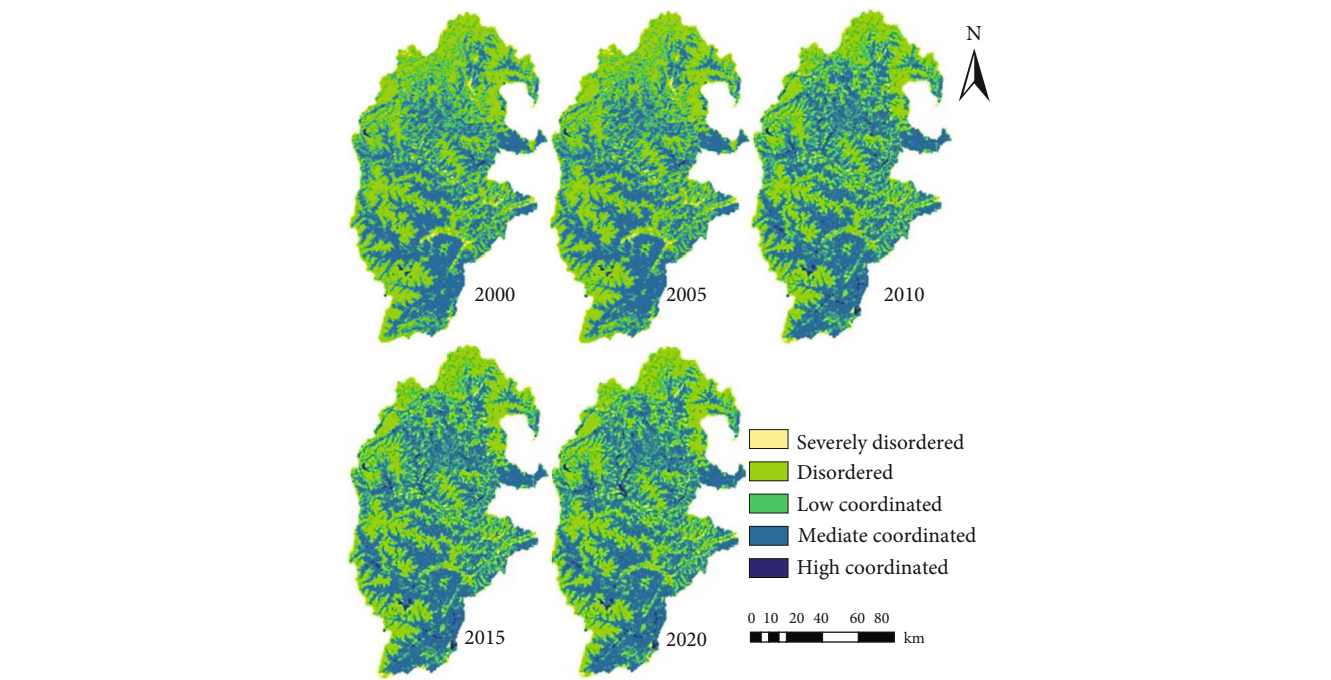 N
2000
2005
2010
2015
2020
Severely disordered
Disordered
Low coordinated
Mediate coordinated
High coordinated
0 10 20 40 60 80
km